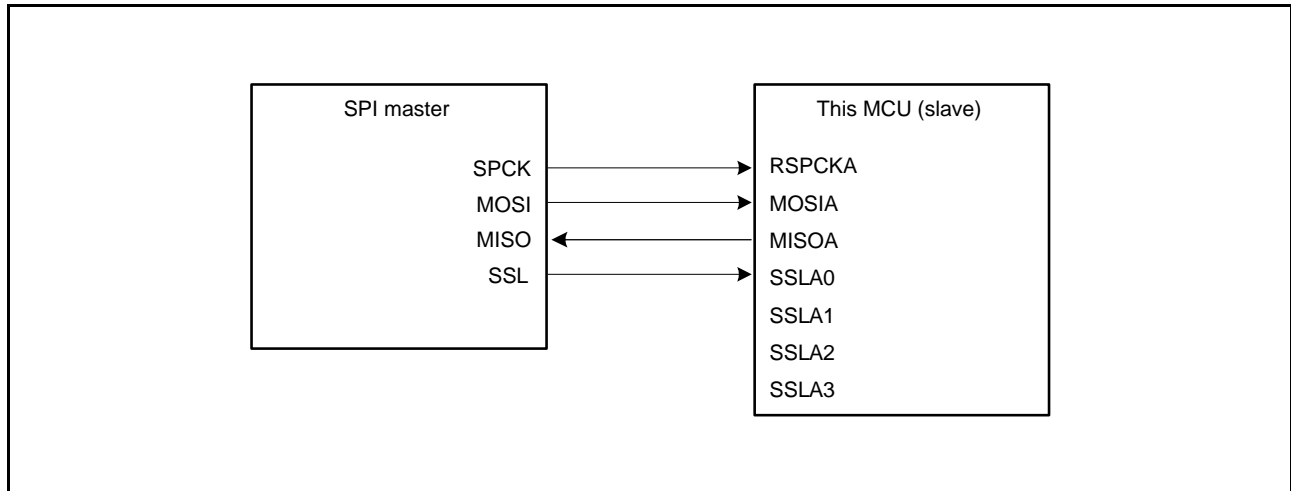 SPI master
SPCK
MOSI
MISO
SSL
This MCU (slave)
RSPCKA
MOSIA
MISOA
SSLA0
SSLA1
SSLA2
SSLA3